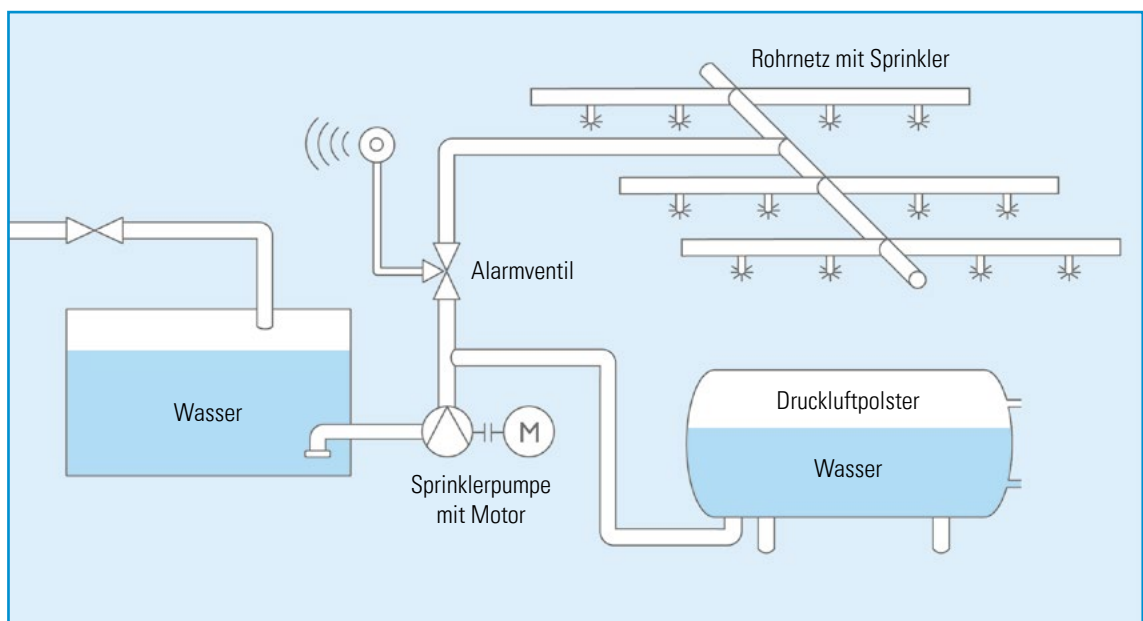 Rohrnetz mit Sprinkler
Alarmventil
Wasser
Druckluftpolster
M
Wasser
Sprinklerpumpe
mit Motor